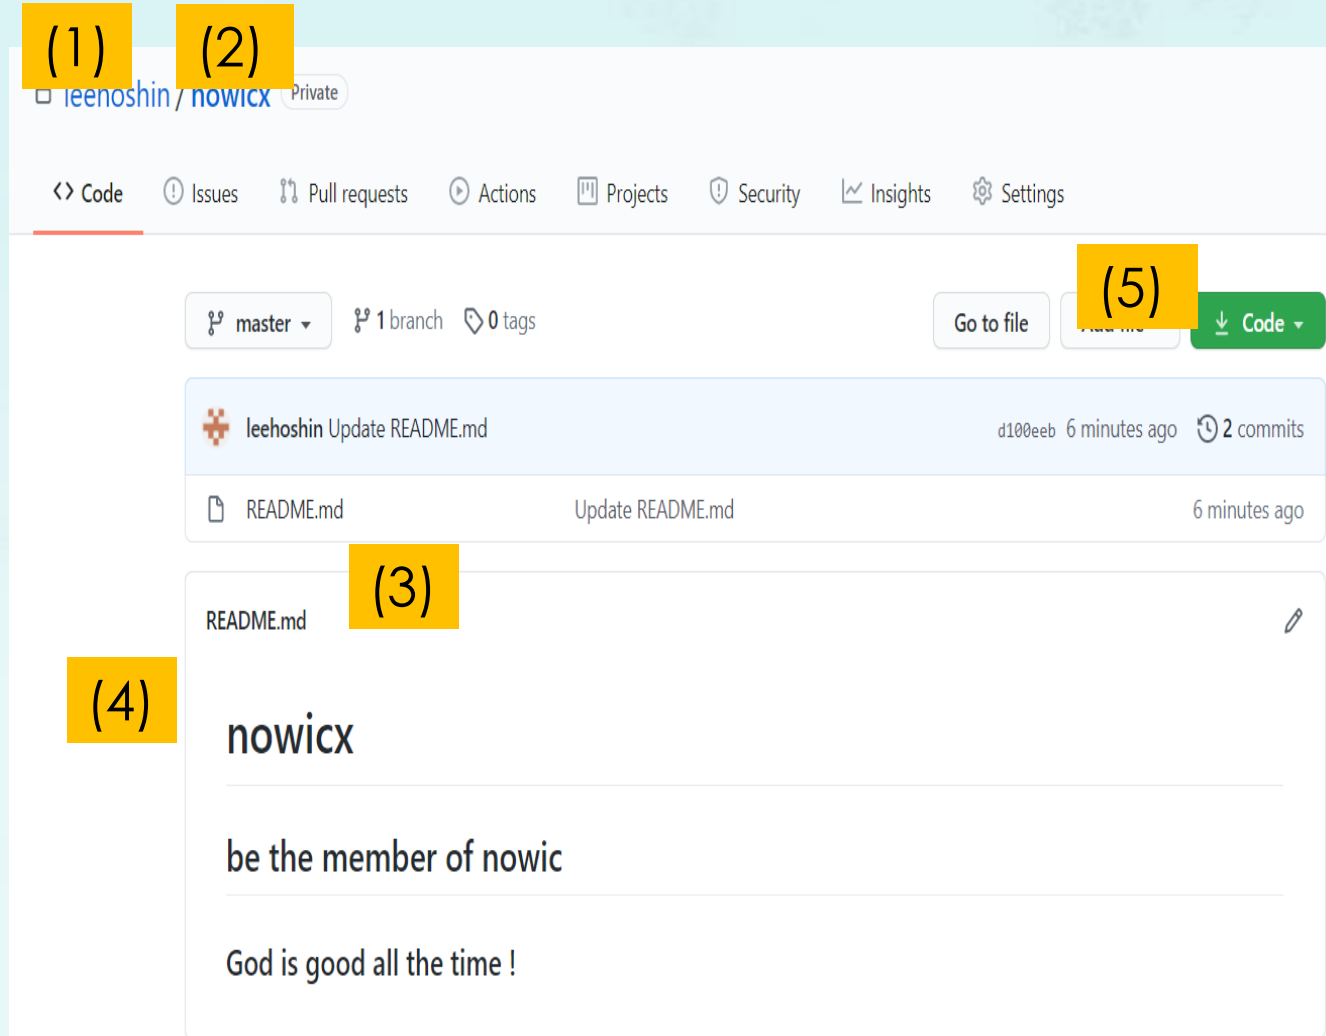 (1) (2)
leehoshin / nowicx Private
Code Issues Pull requests Actions Projects Security Insights Settings
(5)
master 1 branch 0 tags Go to file Add file Code
leehoshin Update README.md d100eeb 6 minutes ago 2 commits
README.md Update README.md 6 minutes ago
(3)
README.md
(4)
nowicx
be the member of nowic
God is good all the time !